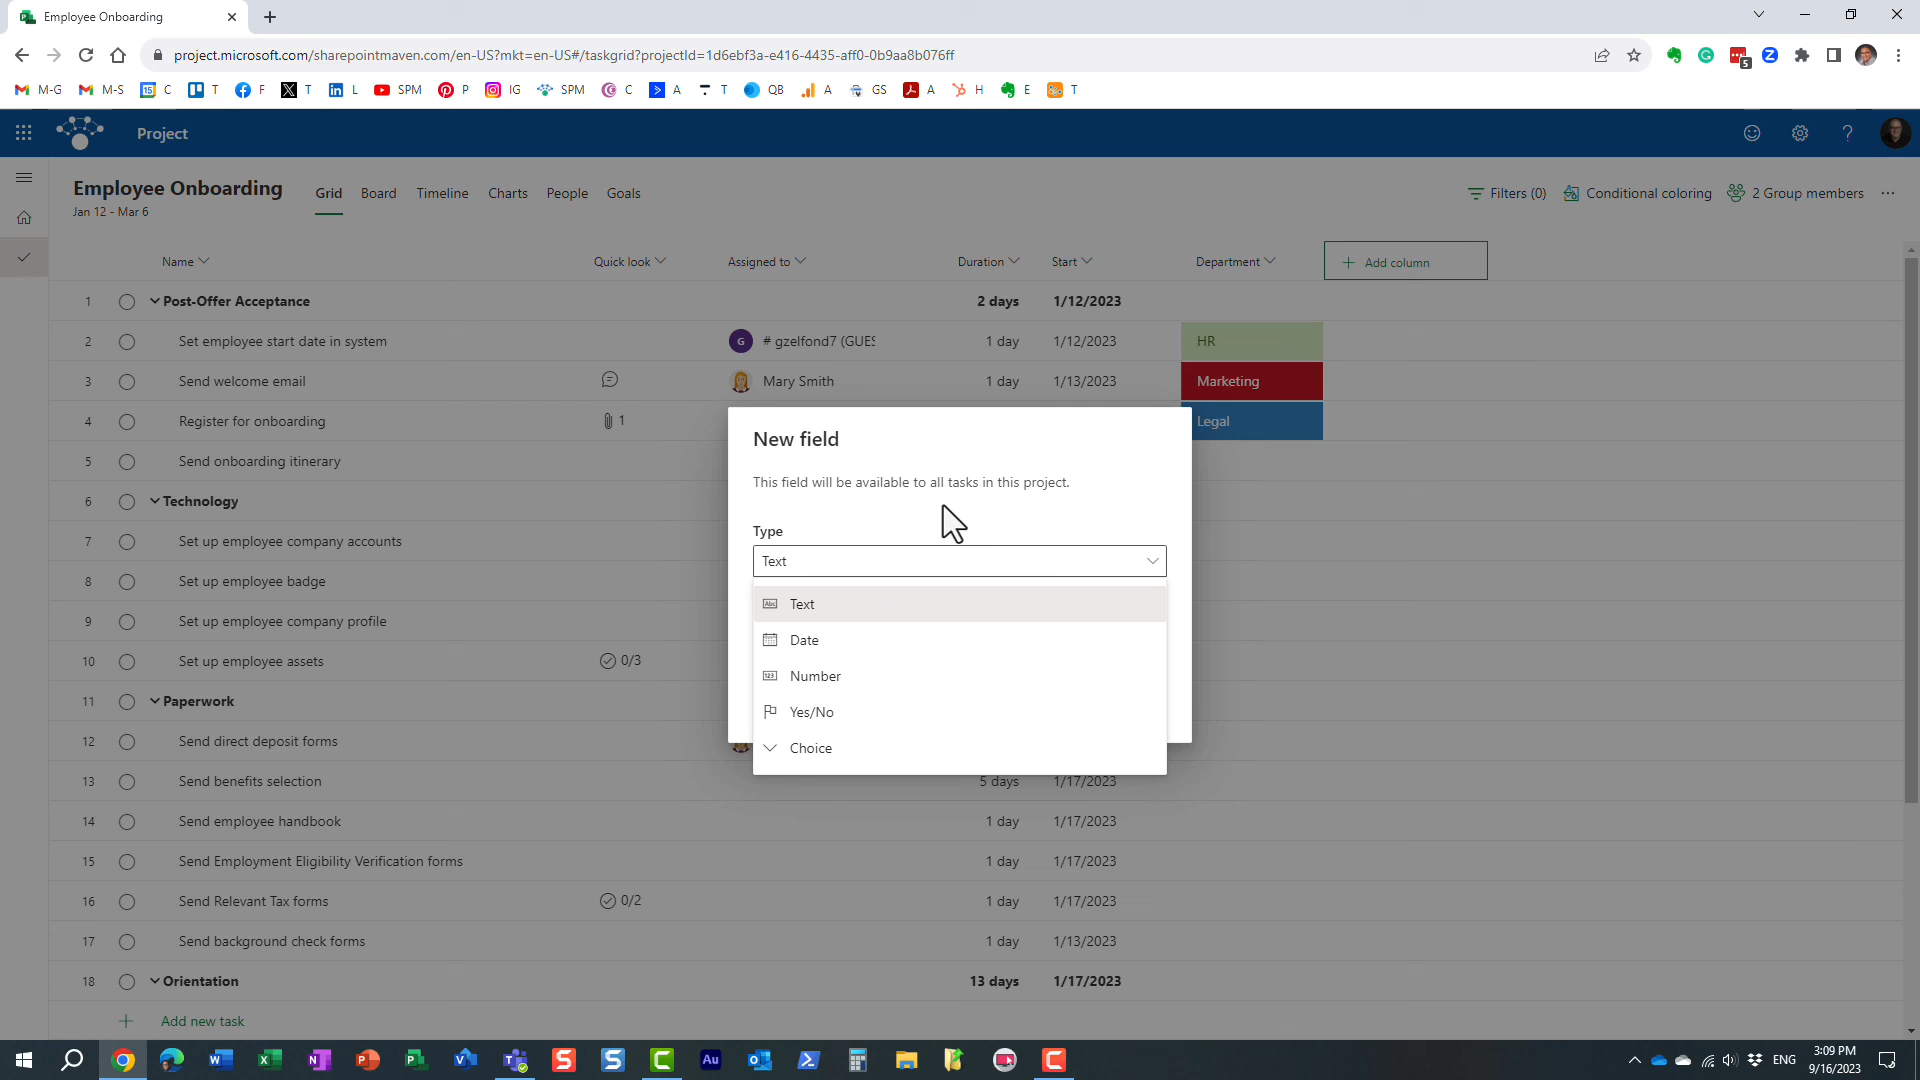 Employee Onboarding
project.microsoft.com/sharepointmaven.com/en-US?mkt=en-US#/taskgrid?projectId=1d6ebf3a-e416-4435-aff0-0b9aa8b076ff
5
M-G M-S 15 C T F T L SPM P IG SPM C A T QB A GS A H E T
Project
Employee Onboarding Grid Board Timeline Charts People Goals Filters (0) Conditional coloring 2 Group members
Jan 12 - Mar 6
Name Quick look Assigned to Duration Start Department Add column
1 Post-Offer Acceptance 2 days 1/12/2023
2 Set employee start date in system G # gzelfond7 (GUES 1 day 1/12/2023 HR
3 Send welcome email Mary Smith 1 day 1/13/2023 Marketing
4 Register for onboarding 1 Legal
5 Send onboarding itinerary
6 Technology
7 Set up employee company accounts
8 Set up employee badge
9 Set up employee company profile
10 Set up employee assets 0/3
11 Paperwork
12 Send direct deposit forms
13 Send benefits selection 5 days 1/17/2023
14 Send employee handbook 1 day 1/17/2023
15 Send Employment Eligibility Verification forms 1 day 1/17/2023
16 Send Relevant Tax forms 0/2 1 day 1/17/2023
17 Send background check forms 1 day 1/13/2023
18 Orientation 13 days 1/17/2023
Add new task
New field
This field will be available to all tasks in this project.
Type
Text
Abc Text
Date
123 Number
Yes/No
Choice
ENG 3:09 PM
9/16/2023